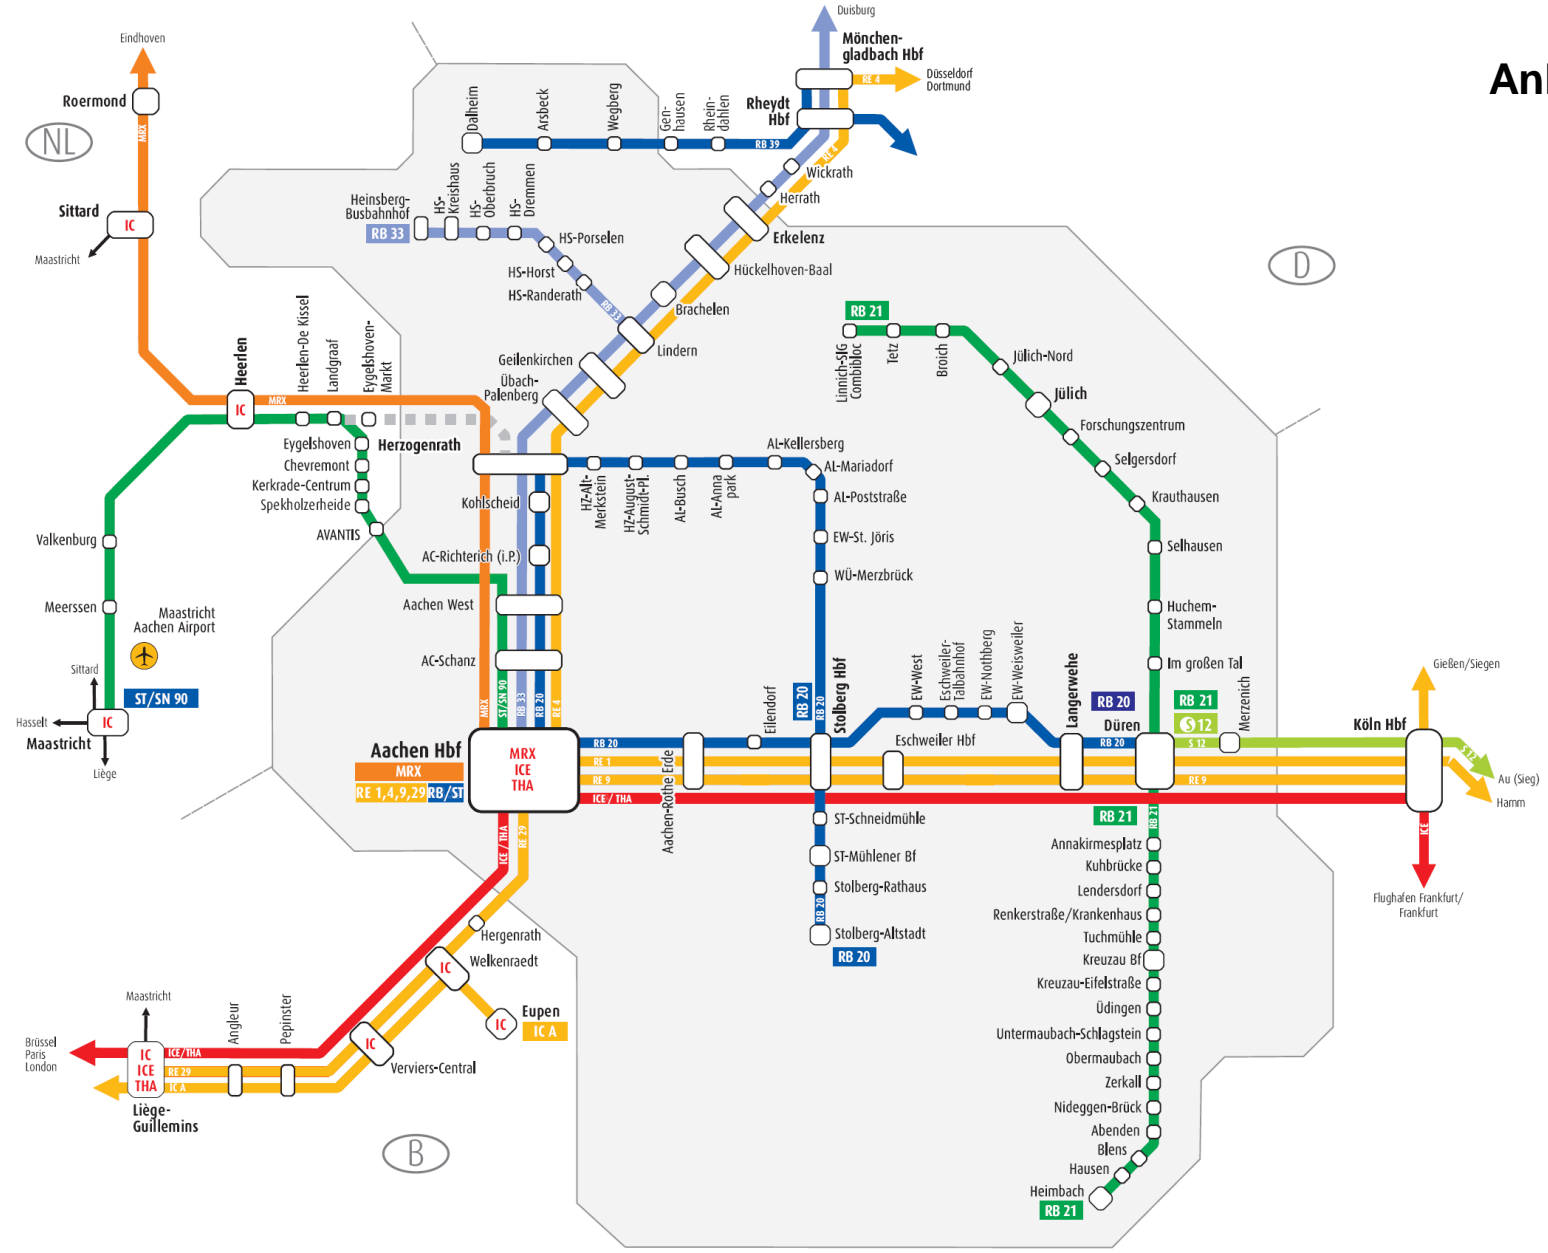 Duisburg
Eindhoven
Mönchen-
gladbach Hbf
Anl
RE 4
Düsseldorf
Dortmund
Roermond
MRX
NL
Dalheim
Arsbeck
Wegberg
Gen-
hausen
Rhein-
dahlen
Rheydt
Hbf
RB 39
RE 4
Wickrath
Herrath
Sittard
IC
Maastricht
Heinsberg-
Busbahnhof
RB 33
HS-
Kreishaus
HS-
Oberbruch
HS-
Dremmen
HS-Porselen
HS-Horst
HS-Randerath
RB 33
Erkelenz
Hückelhoven-Baal
D
Brachelen
Lindern
Geilenkirchen
Übach-
Palenberg
RB 21
Linnich-SIG
Combibloc
Tetz
Broich
Jülich-Nord
Jülich
Forschungszentrum
Selgersdorf
Krauthausen
Selhausen
Huchem-
Stammeln
Im großen Tal
Heerlen
IC
MRX
Heerlen-De Kissel
Landgraaf
Eygelshoven-
Markt
Eygelshoven
Chevremont
Kerkrade-Centrum
Spekholzerheide
AVANTIS
Herzogenrath
Kohlscheid
AC-Richterich (i.P.)
Aachen West
AC-Schanz
HZ-Alt-
Merkstein
HZ-August-
Schmidt-Pl.
AL-Busch
AL-Anna
park
AL-Kellersberg
AL-Mariadorf
AL-Poststraße
EW-St. Jöris
WÜ-Merzbrück
Valkenburg
Meerssen
Maastricht
Aachen Airport
Sittard
ST/SN 90
Hasselt
IC
Maastricht
Liège
MRX
ST/SN 90
RB 33
RB 20
RE 4
Aachen Hbf
MRX
RE 1,4,9,29
RB/ST
MRX
ICE
THA
RB 20
RE 1
RE 9
ICE / THA
Aachen-Rothe Erde
Eilendorf
RB 20
RB 20
Stolberg Hbf
EW-West
Eschweiler-
Talbahnhof
EW-Nothberg
EW-Weisweiler
Eschweiler Hbf
Langerwehe
RB 20
Düren
RB 20
RB 21
S 12
S 12
RE 9
Merzenich
Gießen/Siegen
Köln Hbf
S 12
Au (Sieg)
Hamm
ICE
Flughafen Frankfurt/
Frankfurt
ST-Schneidmühle
ST-Mühlener Bf
Stolberg-Rathaus
RB 20
Stolberg-Altstadt
RB 20
RB 21
RB 21
Annakirmesplatz
Kuhbrücke
Lendersdorf
Renkerstraße/Krankenhaus
Tuchmühle
Kreuzau Bf
Kreuzau-Eifelstraße
Üdingen
Untermaubach-Schlagstein
Obermaubach
Zerkall
Nideggen-Brück
Abenden
Blens
Hausen
Heimbach
RB 21
ICE / THA
RE 29
Hergenrath
IC
Welkenraedt
IC
Eupen
IC A
IC
Verviers-Central
Maastricht
Angleur
Pepinster
Brüssel
Paris
London
IC
ICE
THA
ICE/THA
RE 29
IC A
Liège-
Guillemins
B